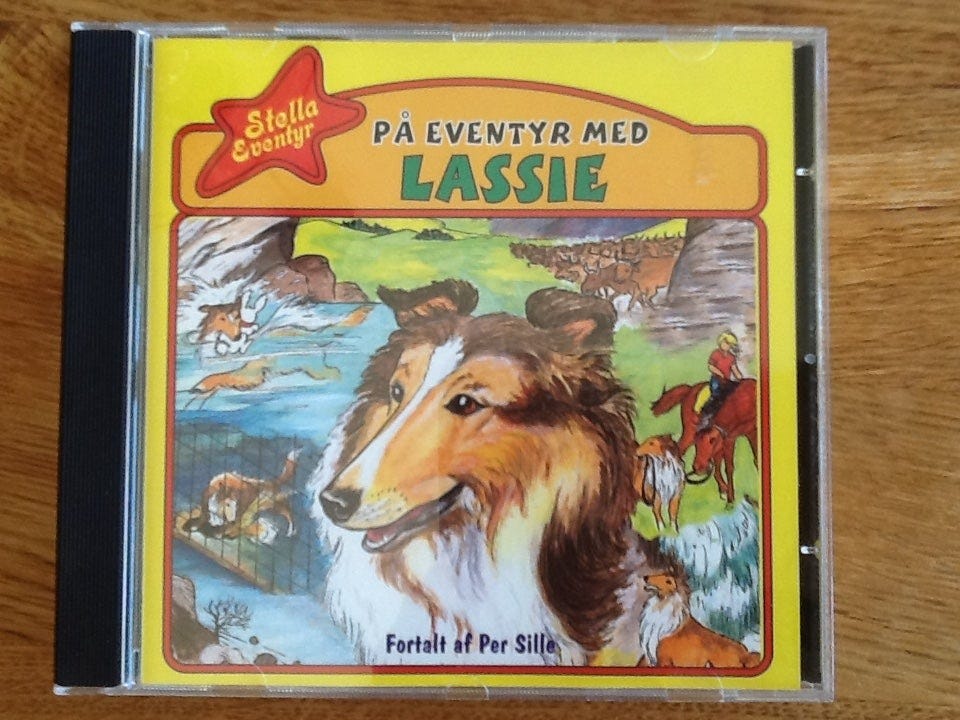 Stella
Eventyr
PÅ EVENTYR MED
LASSIE
Fortalt af Per Sille